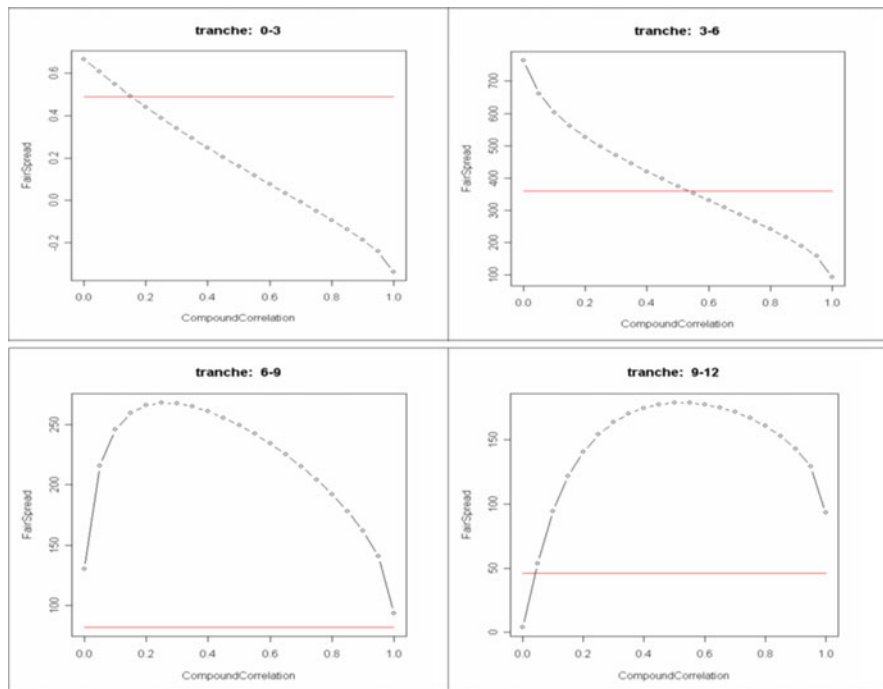 tranche: 0-3
0.6
0.4
0.2
0.0
-0.2
FairSpread
0.0 0.2 0.4 0.6 0.8 1.0
CompoundCorrelation
tranche: 3-6
700
600
500
400
300
200
100
FairSpread
0.0 0.2 0.4 0.6 0.8 1.0
CompoundCorrelation
tranche: 6-9
250
200
150
100
FairSpread
0.0 0.2 0.4 0.6 0.8 1.0
CompoundCorrelation
tranche: 9-12
150
100
50
0
FairSpread
0.0 0.2 0.4 0.6 0.8 1.0
CompoundCorrelation